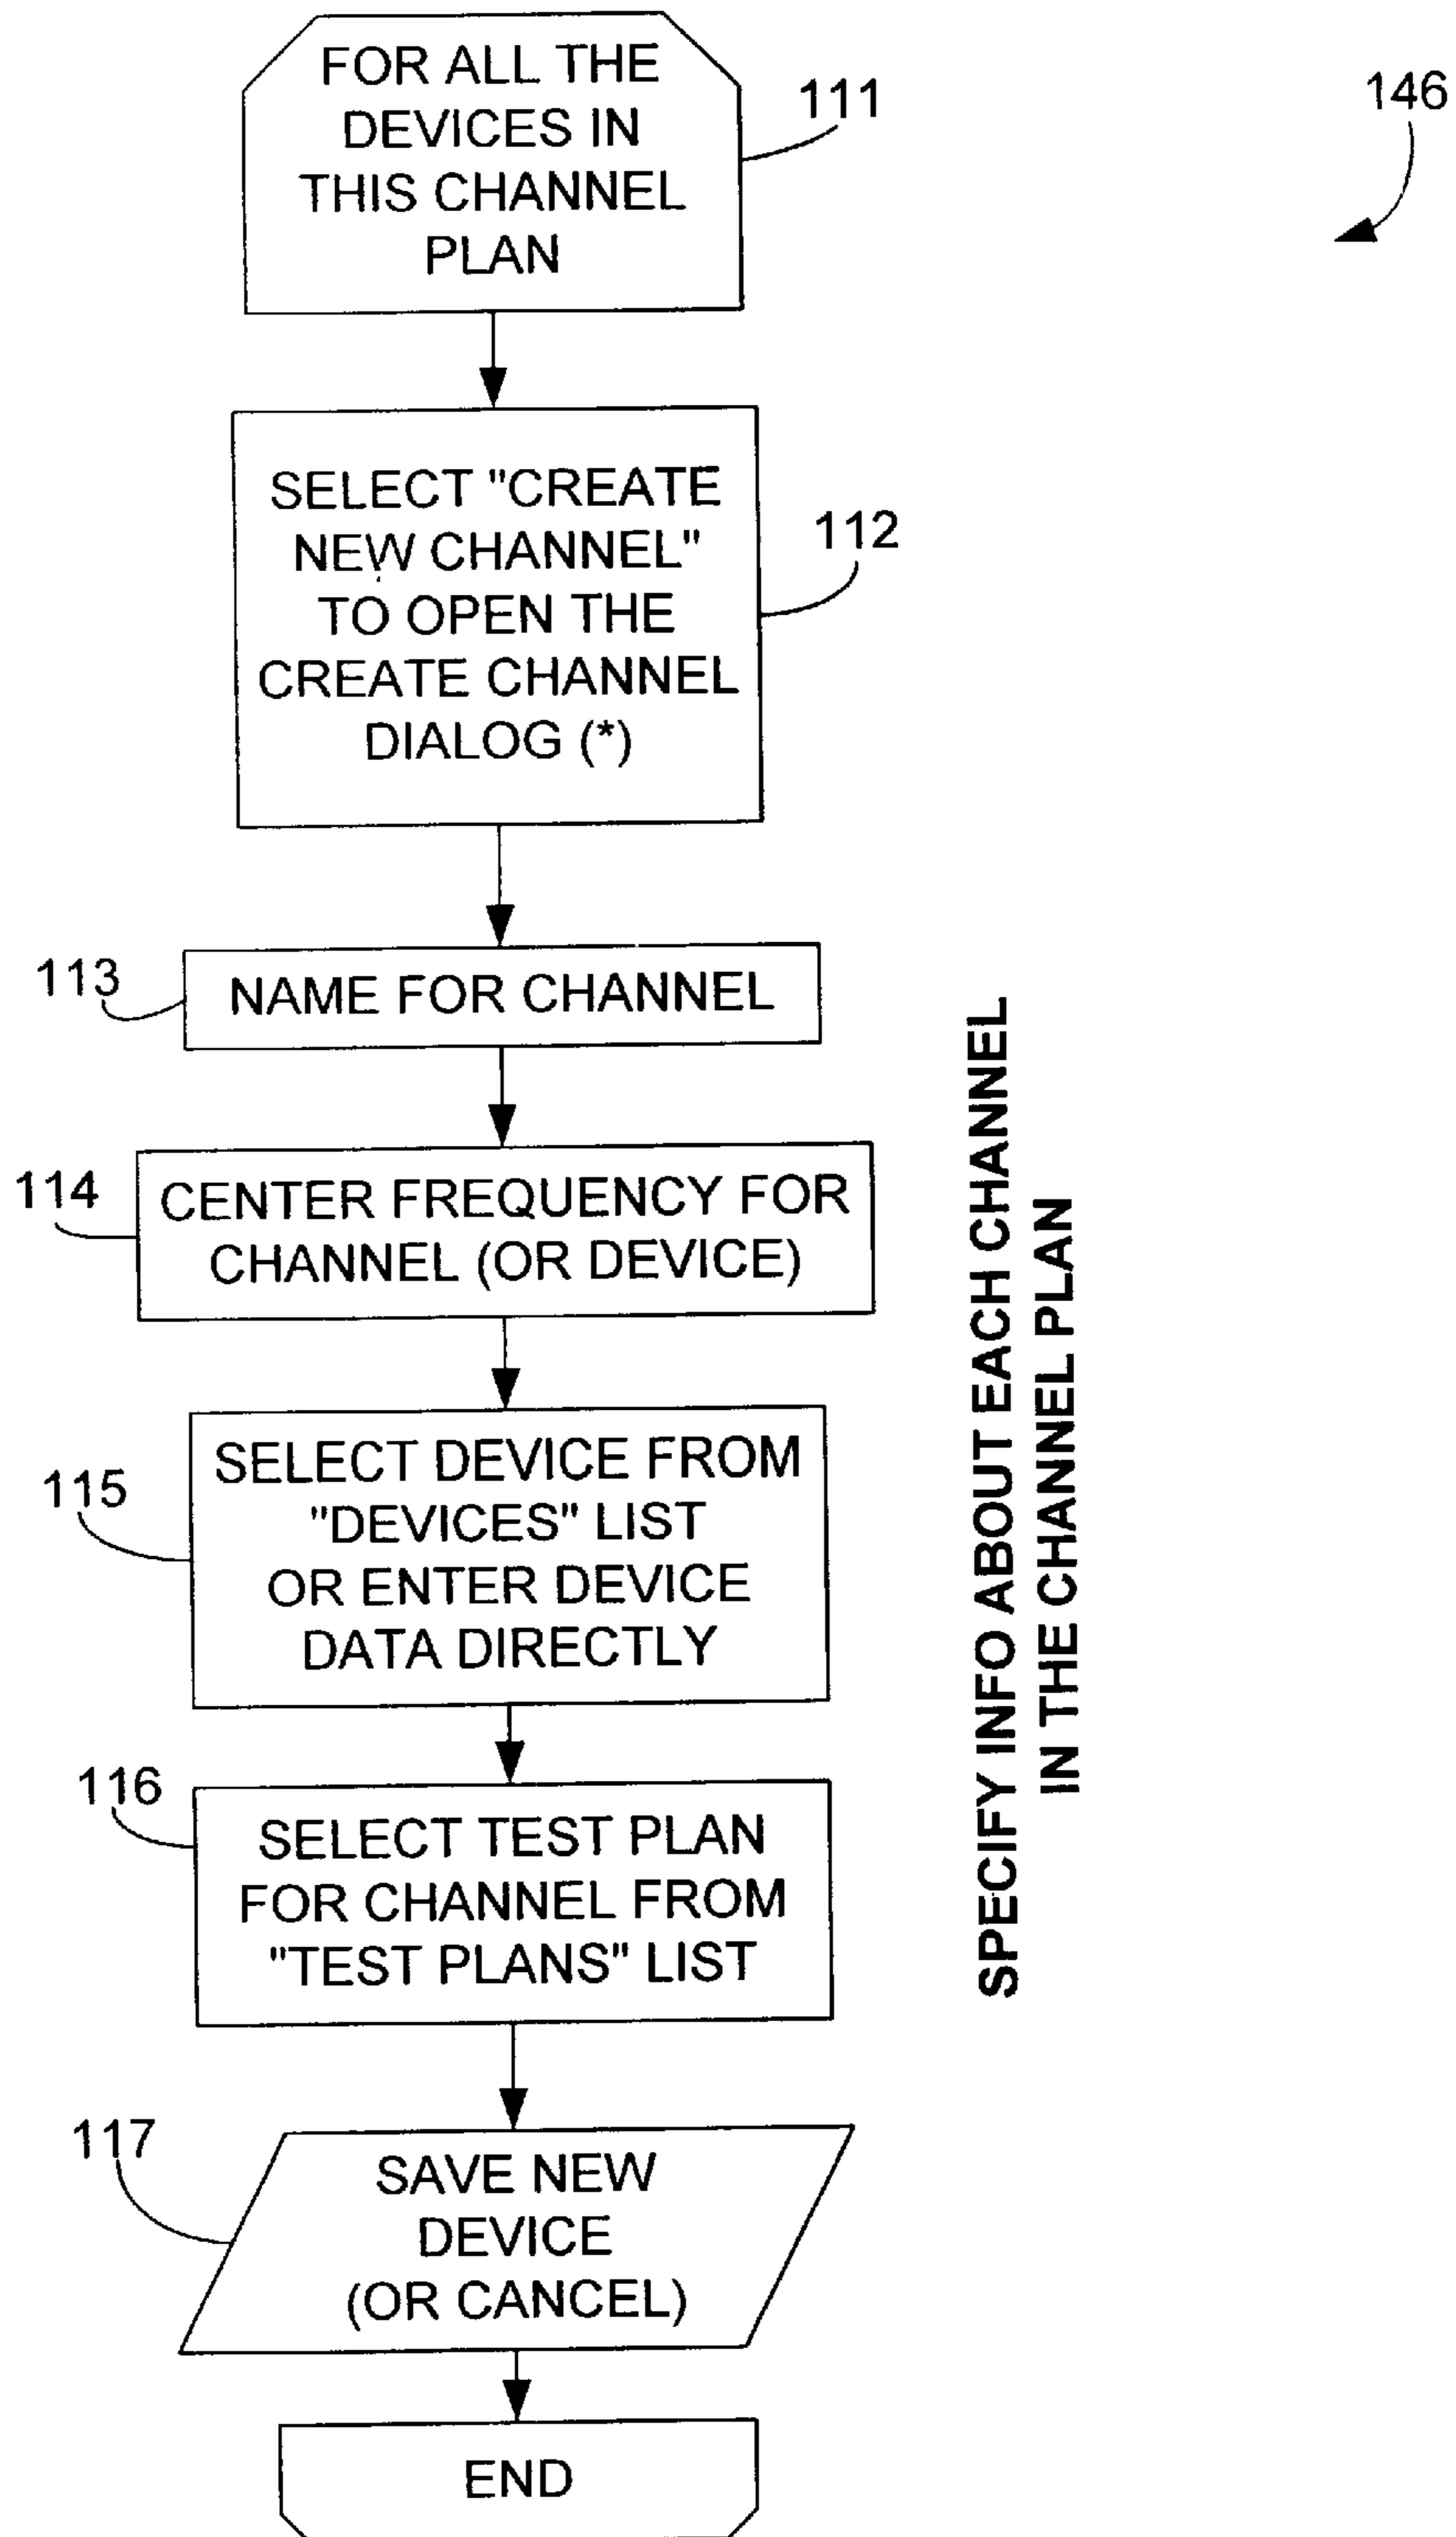 FOR ALL THE
DEVICES IN
THIS CHANNEL
PLAN
111
146
SELECT "CREATE
NEW CHANNEL"
TO OPEN THE
CREATE CHANNEL
DIALOG (*)
112
113
NAME FOR CHANNEL
114
CENTER FREQUENCY FOR
CHANNEL (OR DEVICE)
115
SELECT DEVICE FROM
"DEVICES" LIST
OR ENTER DEVICE
DATA DIRECTLY
116
SELECT TEST PLAN
FOR CHANNEL FROM
"TEST PLANS" LIST
117
SAVE NEW
DEVICE
(OR CANCEL)
END
SPECIFY INFO ABOUT EACH CHANNEL
IN THE CHANNEL PLAN